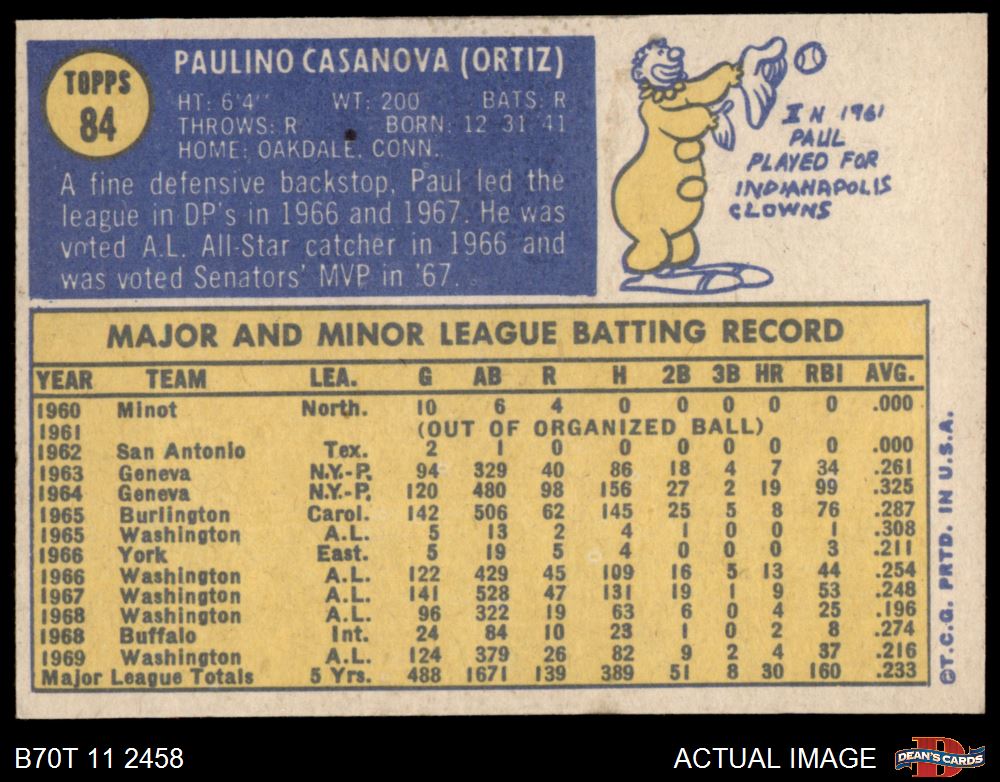 TOPPS
84
PAULINO CASANOVA (ORTIZ)
HT: 6'4" WT: 200 BATS: R
THROWS: R BORN: 12 31 41
HOME: OAKDALE, CONN.
A fine defensive backstop, Paul led the
league in DP's in 1966 and 1967. He was
voted A.L. All-Star catcher in 1966 and
was voted Senators' MVP in '67.
IN 1961
PAUL
PLAYED FOR
INDIANAPOLIS
CLOWNS
MAJOR AND MINOR LEAGUE BATTING RECORD
YEAR TEAM LEA. G AB R H 2B 3B HR RBI AVG.
1960 Minot North. 10 6 4 0 0 0 0 0 .000
1961 (OUT OF ORGANIZED BALL)
1962 San Antonio Tex. 2 1 0 0 0 0 0 0 .000
1963 Geneva N.Y.-P. 94 329 40 86 18 4 7 34 .261
1964 Geneva N.Y.-P. 120 480 98 156 27 2 19 99 .325
1965 Burlington Carol. 142 506 62 145 25 5 8 76 .287
1965 Washington A.L. 5 13 2 4 1 0 0 1 .308
1966 York East. 5 19 5 4 0 0 0 3 .211
1966 Washington A.L. 122 429 45 109 16 5 13 44 .254
1967 Washington A.L. 141 528 47 131 19 1 9 53 .248
1968 Washington A.L. 96 322 19 63 6 0 4 25 .196
1968 Buffalo Int. 24 84 10 23 1 0 2 8 .274
1969 Washington A.L. 124 379 26 82 9 2 4 37 .216
Major League Totals 5 Yrs. 488 1671 139 389 51 8 30 160 .233
©T.C.G. PRTD. IN U.S.A.
B70T 11 2458
ACTUAL IMAGE
D
DEAN'S CARDS